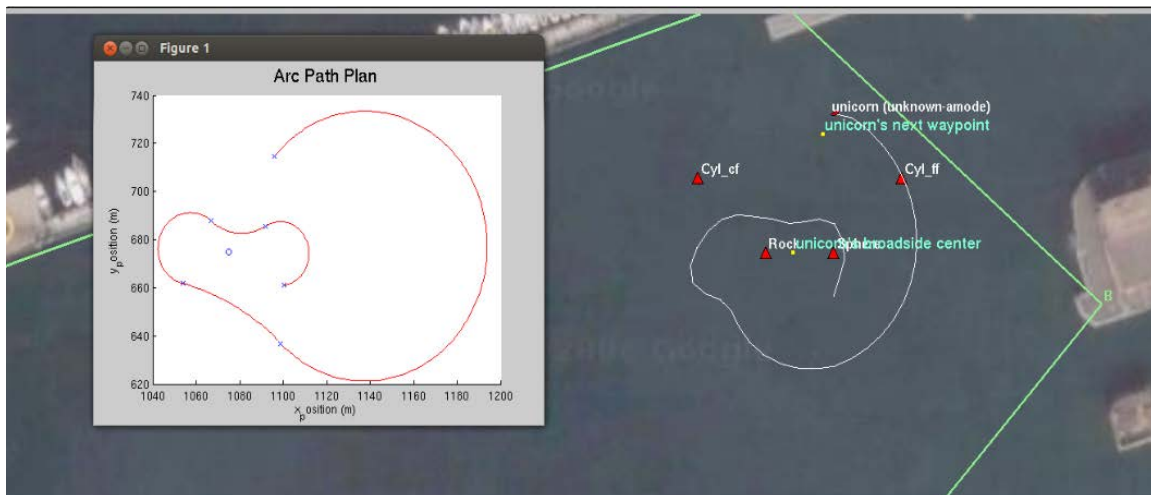 Figure 1
Arc Path Plan
740
720
700
680
660
640
620
y_position (m)
1040 1060 1080 1100 1120 1140 1160 1180 1200
x_position (m)
unicorn (unknown-amode)
unicorn's next waypoint
Cyl_cf
Cyl_ff
Rock
unicorn's broadside center
B